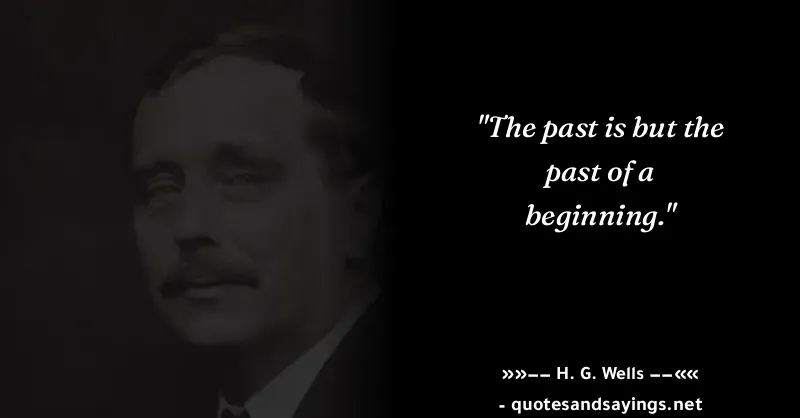 "The past is but the
past of a
beginning."
»»−− H. G. Wells −−««
- quotesandsayings.net